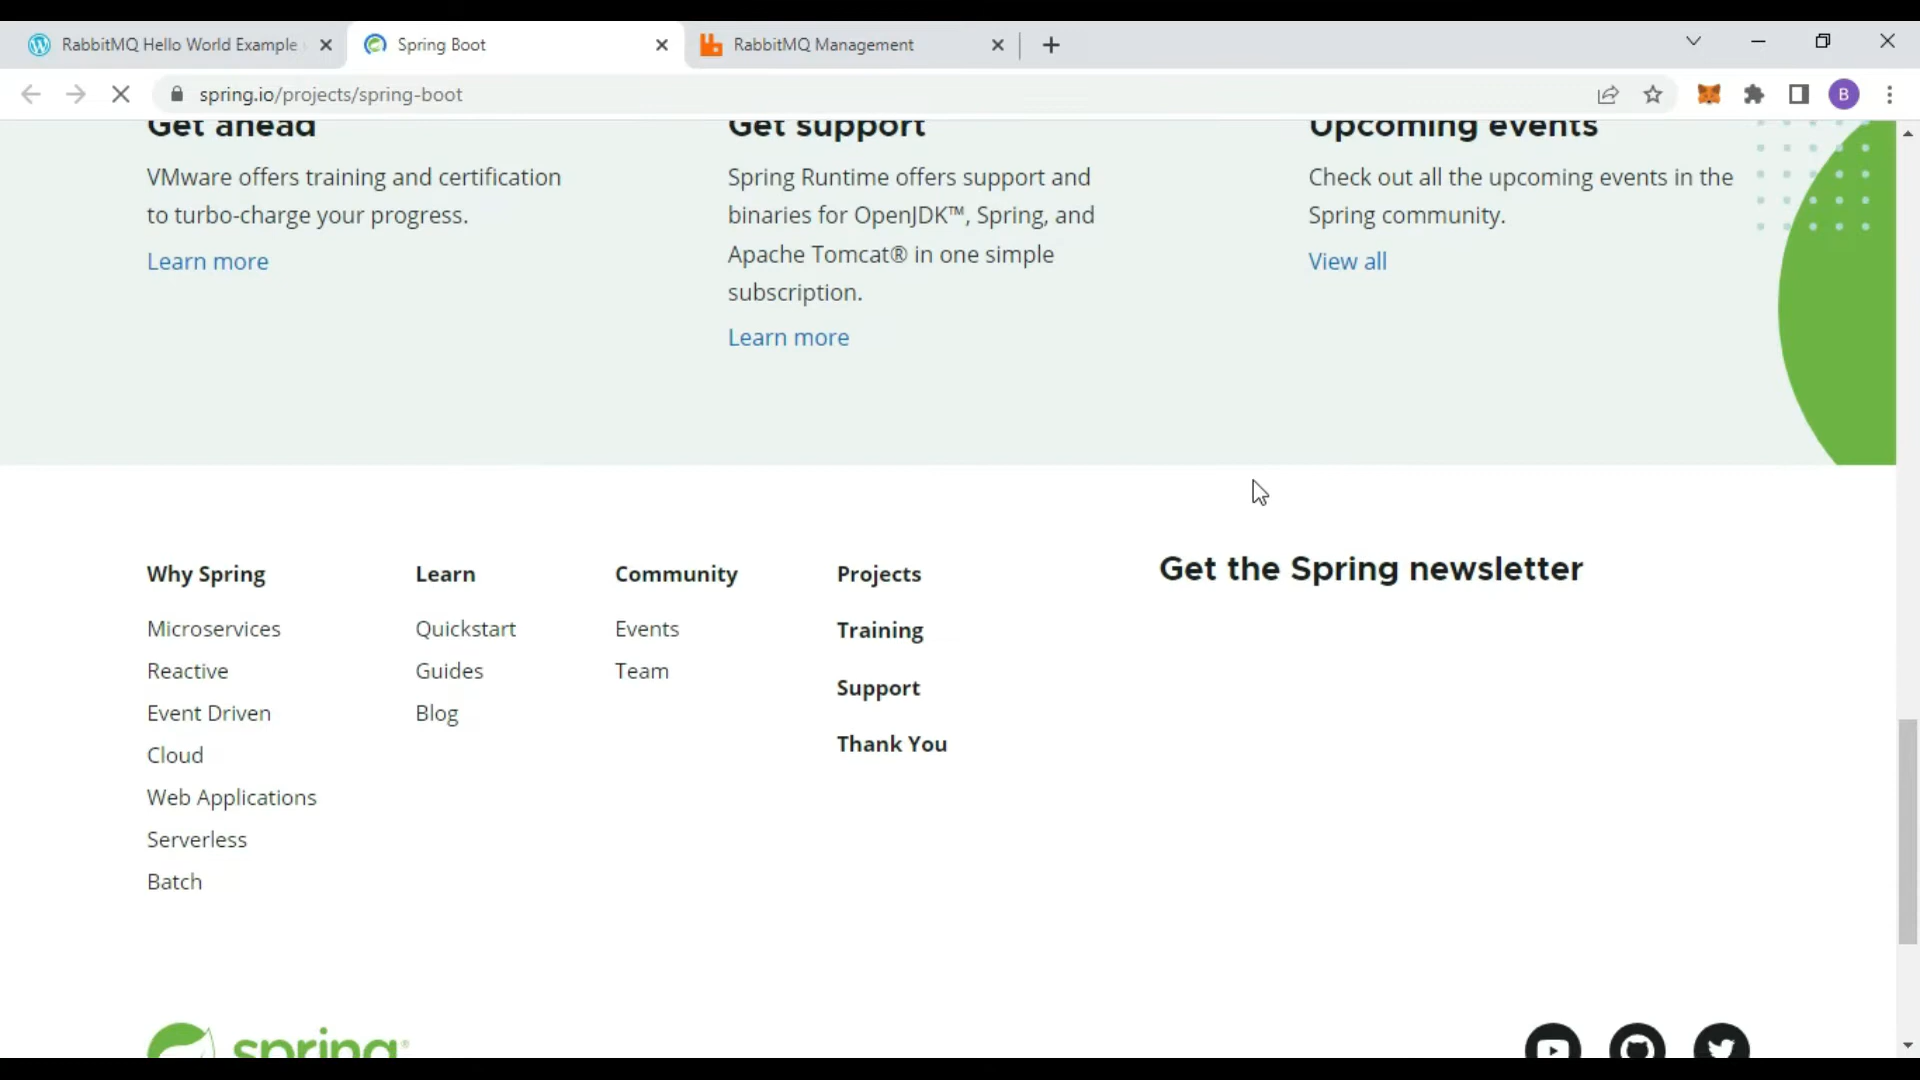 RabbitMQ Hello World Example
Spring Boot
RabbitMQ Management
spring.io/projects/spring-boot
B
Get ahead
VMware offers training and certification
to turbo-charge your progress.
Learn more
Get support
Spring Runtime offers support and
binaries for OpenJDK™, Spring, and
Apache Tomcat® in one simple
subscription.
Learn more
Upcoming events
Check out all the upcoming events in the
Spring community.
View all
Why Spring
Microservices
Reactive
Event Driven
Cloud
Web Applications
Serverless
Batch
Learn
Quickstart
Guides
Blog
Community
Events
Team
Projects
Training
Support
Thank You
Get the Spring newsletter
spring®